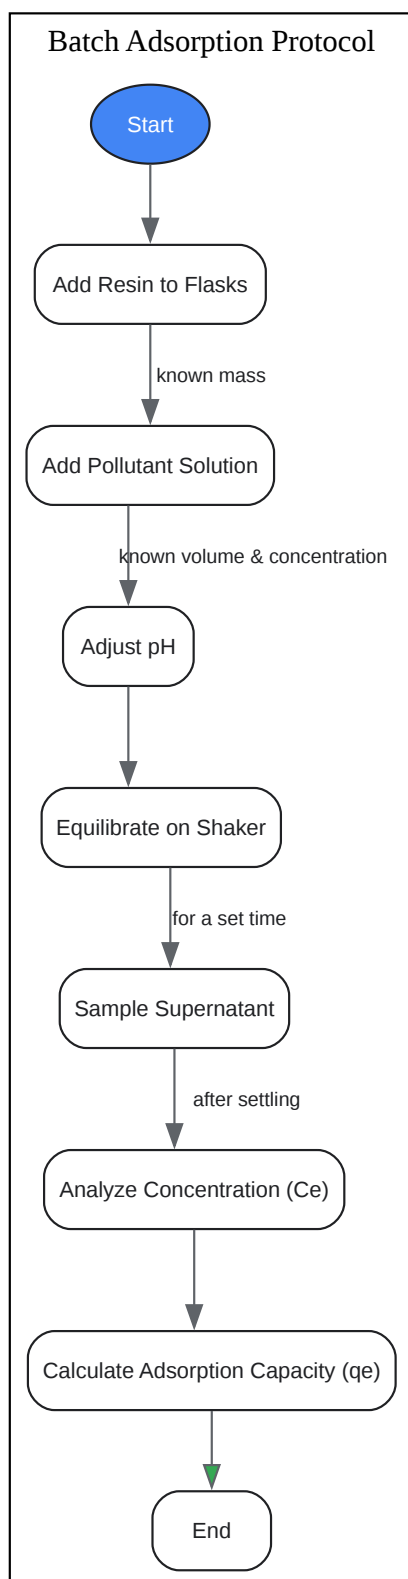 Batch Adsorption Protocol
Start
Add Resin to Flasks
known mass
Add Pollutant Solution
known volume & concentration
Adjust pH
Equilibrate on Shaker
for a set time
Sample Supernatant
after settling
Analyze Concentration (Ce)
Calculate Adsorption Capacity (qe)
End